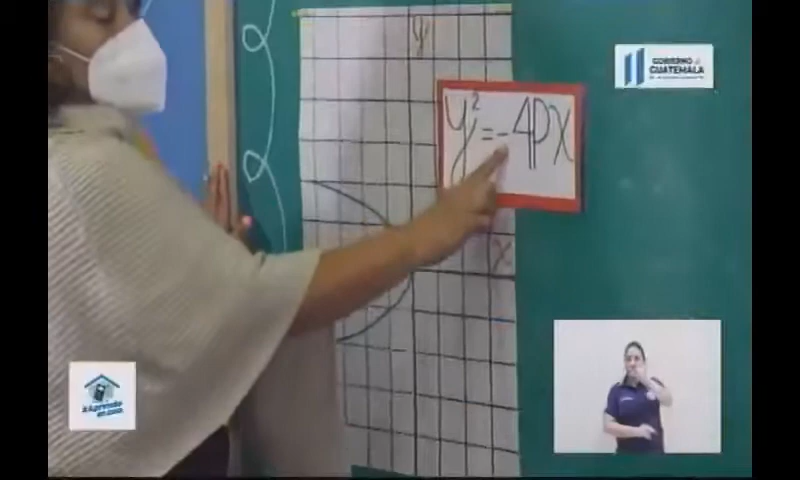 y
y² = -4px
x
GOBIERNO de
GUATEMALA
#Aprendo
en casa